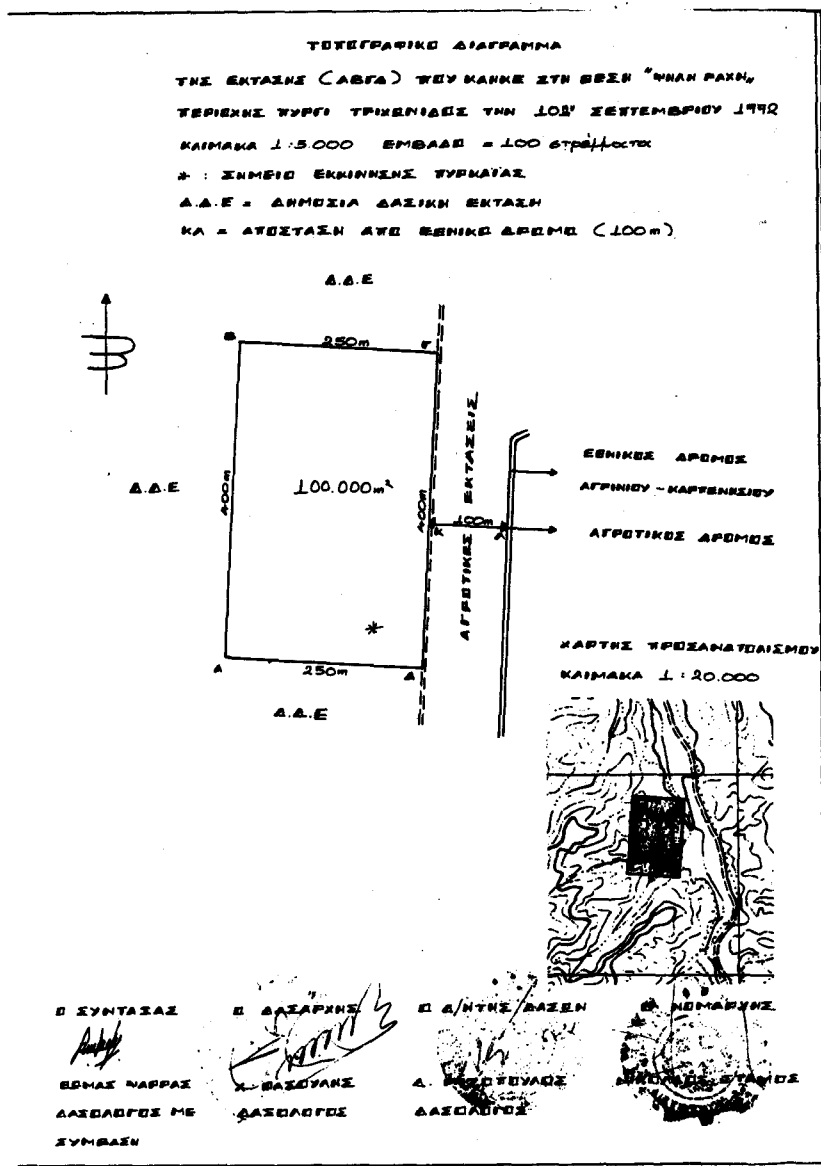 ΤΟΠΟΓΡΑΦΙΚΟ ΔΙΑΓΡΑΜΜΑ
ΤΗΣ ΕΚΤΑΣΗΣ (ΑΒΓΔ) ΠΟΥ ΚΑΗΚΕ ΣΤΗ ΘΕΣΗ "ΨΗΛΗ ΡΑΧΗ„
ΠΕΡΙΟΧΗΣ ΠΥΡΓΙ ΤΡΙΧΩΝΙΔΟΣ ΤΗΝ 10η ΣΕΠΤΕΜΒΡΙΟΥ 1992
ΚΛΙΜΑΚΑ 1:5.000 ΕΜΒΑΔΟ = 100 στρέμματα
* : ΣΗΜΕΙΟ ΕΚΚΙΝΗΣΗΣ ΠΥΡΚΑΪΑΣ
Δ.Δ.Ε = ΔΗΜΟΣΙΑ ΔΑΣΙΚΗ ΕΚΤΑΣΗ
ΚΛ = ΑΠΟΣΤΑΣΗ ΑΠΟ ΕΘΝΙΚΟ ΔΡΟΜΟ (100m)
Δ.Δ.Ε
Β 250m Γ
Δ.Δ.Ε
400m
100.000m²
400m
ΑΓΡΟΤΙΚΕΣ ΕΚΤΑΣΕΙΣ
Κ 100m Λ
ΕΘΝΙΚΟΣ ΔΡΟΜΟΣ
ΑΓΡΙΝΙΟΥ - ΚΑΡΠΕΝΗΣΙΟΥ
ΑΓΡΟΤΙΚΟΣ ΔΡΟΜΟΣ
*
Α 250m Δ
Δ.Δ.Ε
ΧΑΡΤΗΣ ΠΡΟΣΑΝΑΤΟΛΙΣΜΟΥ
ΚΛΙΜΑΚΑ 1:20.000
Ο ΣΥΝΤΑΞΑΣ
ΘΩΜΑΣ ΨΑΡΡΑΣ
ΔΑΣΟΛΟΓΟΣ ΜΕ
ΣΥΜΒΑΣΗ
Ο ΔΑΣΑΡΧΗΣ
ΔΑΣΟΛΟΓΟΣ
Ο Δ/ΝΤΗΣ ΔΑΣΩΝ
Δ.
ΔΑΣΟΛΟΓΟΣ
Ο ΝΟΜΑΡΧΗΣ